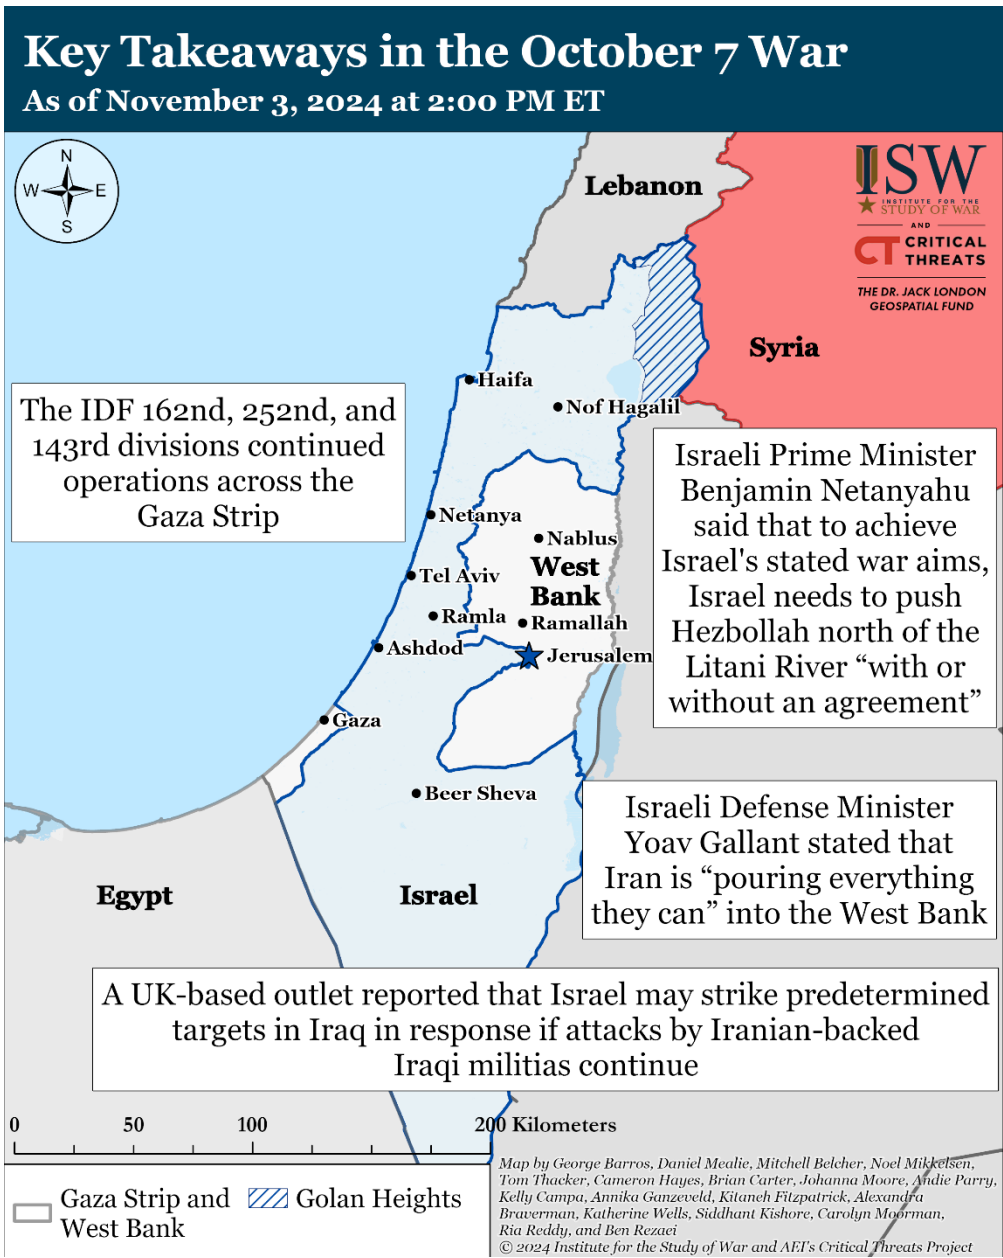 Key Takeaways in the October 7 War
As of November 3, 2024 at 2:00 PM ET
N
W
E
S
Lebanon
ISW
INSTITUTE FOR THE
STUDY OF WAR
AND
CT CRITICAL
THREATS
THE DR. JACK LONDON
GEOSPATIAL FUND
Syria
Haifa
Nof Hagalil
The IDF 162nd, 252nd, and
143rd divisions continued
operations across the
Gaza Strip
Israeli Prime Minister
Benjamin Netanyahu
said that to achieve
Israel's stated war aims,
Israel needs to push
Hezbollah north of the
Litani River “with or
without an agreement”
Netanya
Nablus
West
Bank
Tel Aviv
Ramla
Ramallah
Ashdod
Jerusalem
Gaza
Beer Sheva
Israeli Defense Minister
Yoav Gallant stated that
Iran is “pouring everything
they can” into the West Bank
Egypt
Israel
A UK-based outlet reported that Israel may strike predetermined
targets in Iraq in response if attacks by Iranian-backed
Iraqi militias continue
0 50 100 200 Kilometers
Gaza Strip and
West Bank
Golan Heights
Map by George Barros, Daniel Mealie, Mitchell Belcher, Noel Mikkelsen,
Tom Thacker, Cameron Hayes, Brian Carter, Johanna Moore, Andie Parry,
Kelly Campa, Annika Ganzeveld, Kitaneh Fitzpatrick, Alexandra
Braverman, Katherine Wells, Siddhant Kishore, Carolyn Moorman,
Ria Reddy, and Ben Rezaei
© 2024 Institute for the Study of War and AEI's Critical Threats Project